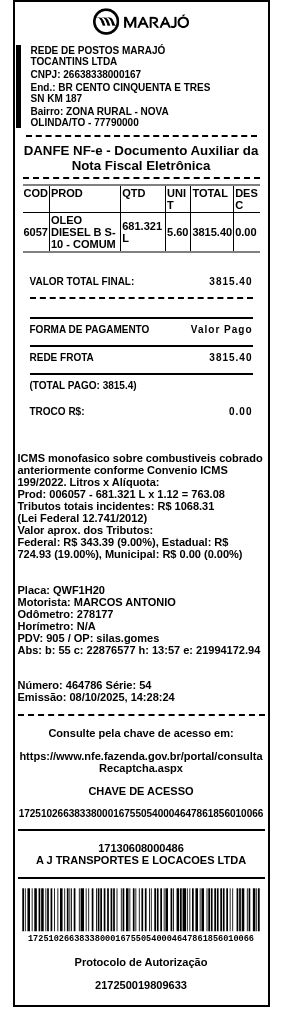 MARAJÓ
REDE DE POSTOS MARAJÓ
TOCANTINS LTDA
CNPJ: 26638338000167
End.: BR CENTO CINQUENTA E TRES
SN KM 187
Bairro: ZONA RURAL - NOVA
OLINDA/TO - 77790000
DANFE NF-e - Documento Auxiliar da
Nota Fiscal Eletrônica
COD PROD QTD UNI T TOTAL DES C
6057 OLEO DIESEL B S-10 - COMUM 681.321 L 5.60 3815.40 0.00
VALOR TOTAL FINAL: 3815.40
FORMA DE PAGAMENTO Valor Pago
REDE FROTA 3815.40
(TOTAL PAGO: 3815.4)
TROCO R$: 0.00
ICMS monofasico sobre combustiveis cobrado
anteriormente conforme Convenio ICMS
199/2022. Litros x Alíquota:
Prod: 006057 - 681.321 L x 1.12 = 763.08
Tributos totais incidentes: R$ 1068.31
(Lei Federal 12.741/2012)
Valor aprox. dos Tributos:
Federal: R$ 343.39 (9.00%), Estadual: R$
724.93 (19.00%), Municipal: R$ 0.00 (0.00%)
Placa: QWF1H20
Motorista: MARCOS ANTONIO
Odômetro: 278177
Horímetro: N/A
PDV: 905 / OP: silas.gomes
Abs: b: 55 c: 22876577 h: 13:57 e: 21994172.94
Número: 464786 Série: 54
Emissão: 08/10/2025, 14:28:24
Consulte pela chave de acesso em:
https://www.nfe.fazenda.gov.br/portal/consulta
Recaptcha.aspx
CHAVE DE ACESSO
17251026638338000167550540004647861856010066
17130608000486
A J TRANSPORTES E LOCACOES LTDA
17251026638338000167550540004647861856010066
Protocolo de Autorização
217250019809633